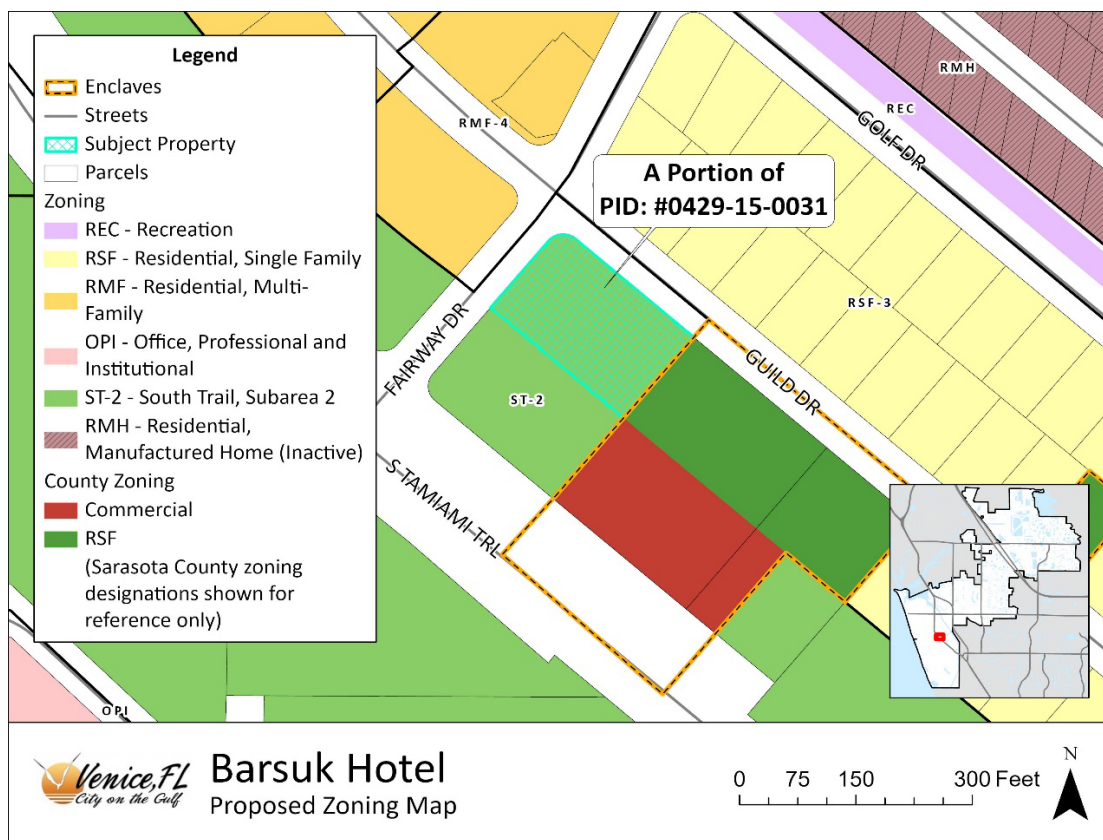 Legend
Enclaves
Streets
Subject Property
Parcels
Zoning
REC - Recreation
RSF - Residential, Single Family
RMF - Residential, Multi-
Family
OPI - Office, Professional and
Institutional
ST-2 - South Trail, Subarea 2
RMH - Residential,
Manufactured Home (Inactive)
County Zoning
Commercial
RSF
(Sarasota County zoning
designations shown for
reference only)
RMH
REC
GOLF DR
RMF-4
A Portion of
PID: #0429-15-0031
RSF-3
FAIRWAY DR
GUILD DR
ST-2
S TAMIAMI TRL
OPI
Venice, FL
City on the Gulf
Barsuk Hotel
Proposed Zoning Map
0 75 150 300 Feet
N